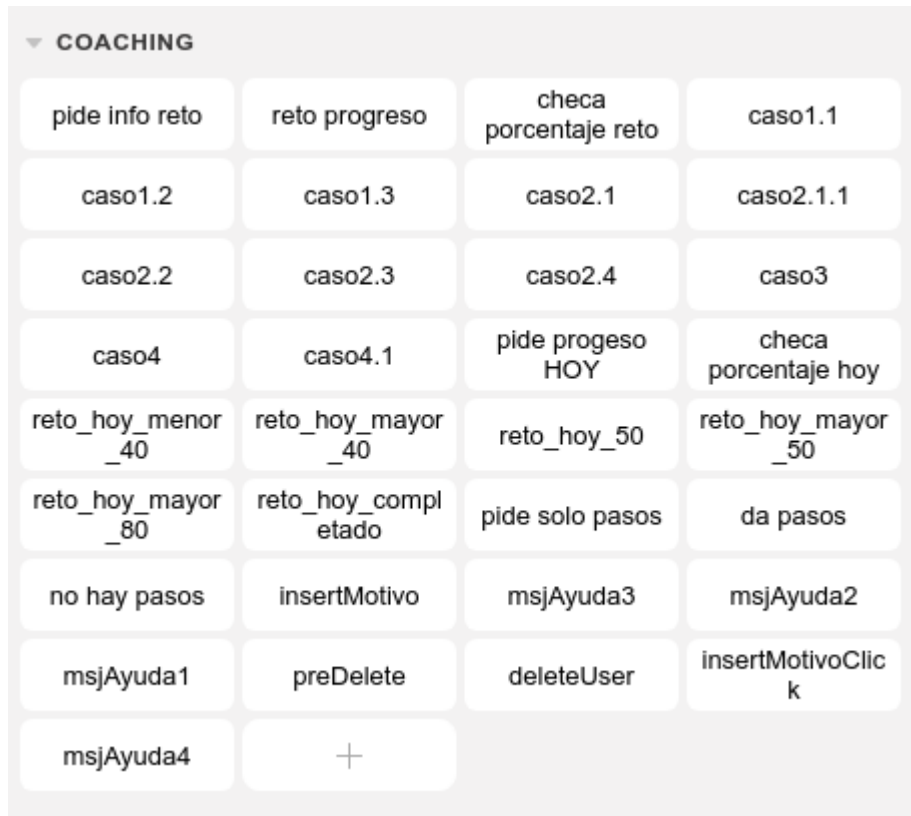 COACHING
pide info reto
reto progreso
checa
porcentaje reto
caso1.1
caso1.2
caso1.3
caso2.1
caso2.1.1
caso2.2
caso2.3
caso2.4
caso3
caso4
caso4.1
pide progeso
HOY
checa
porcentaje hoy
reto_hoy_menor
_40
reto_hoy_mayor
_40
reto_hoy_50
reto_hoy_mayor
_50
reto_hoy_mayor
_80
reto_hoy_compl
etado
pide solo pasos
da pasos
no hay pasos
insertMotivo
msjAyuda3
msjAyuda2
msjAyuda1
preDelete
deleteUser
insertMotivoClic
k
msjAyuda4
+